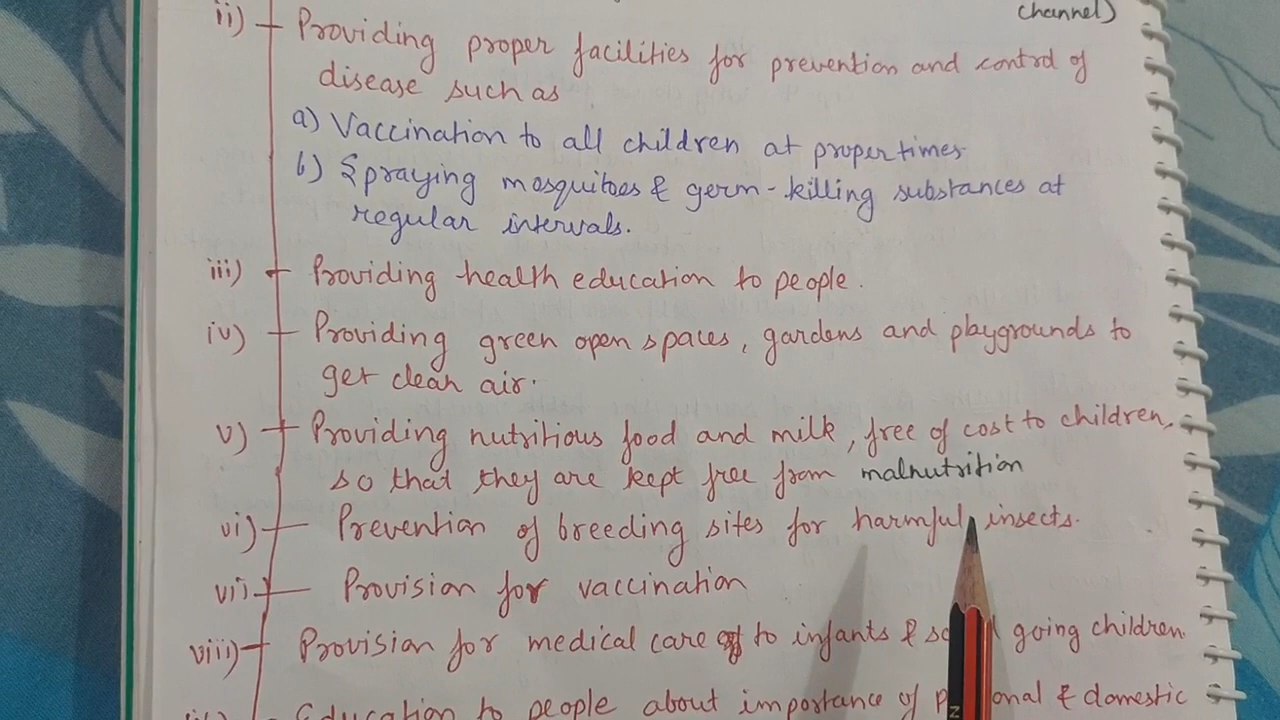 channel)
ii) Providing proper facilities for prevention and control of
disease such as
a) Vaccination to all children at proper times
b) Spraying mosquitoes & germ-killing substances at
regular intervals.
iii) Providing health education to people.
iv) Providing green open spaces, gardens and playgrounds to
get clean air.
v) Providing nutritious food and milk, free of cost to children,
so that they are kept free from malnutrition
vi) Prevention of breeding sites for harmful insects.
vii) Provision for vaccination
viii) Provision for medical care to infants & going children.
Education to people about importance of & domestic